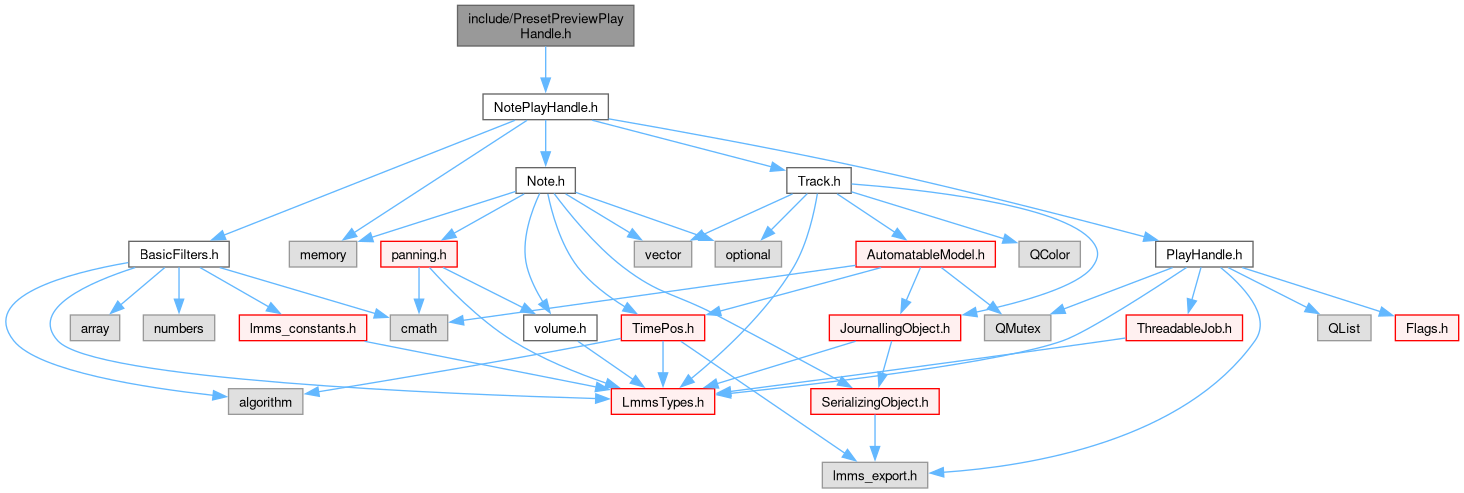 include/PresetPreviewPlay
Handle.h
NotePlayHandle.h
Note.h
Track.h
BasicFilters.h
memory
panning.h
vector
optional
AutomatableModel.h
QColor
PlayHandle.h
array
numbers
lmms_constants.h
cmath
volume.h
TimePos.h
JournallingObject.h
QMutex
ThreadableJob.h
QList
Flags.h
algorithm
LmmsTypes.h
SerializingObject.h
lmms_export.h